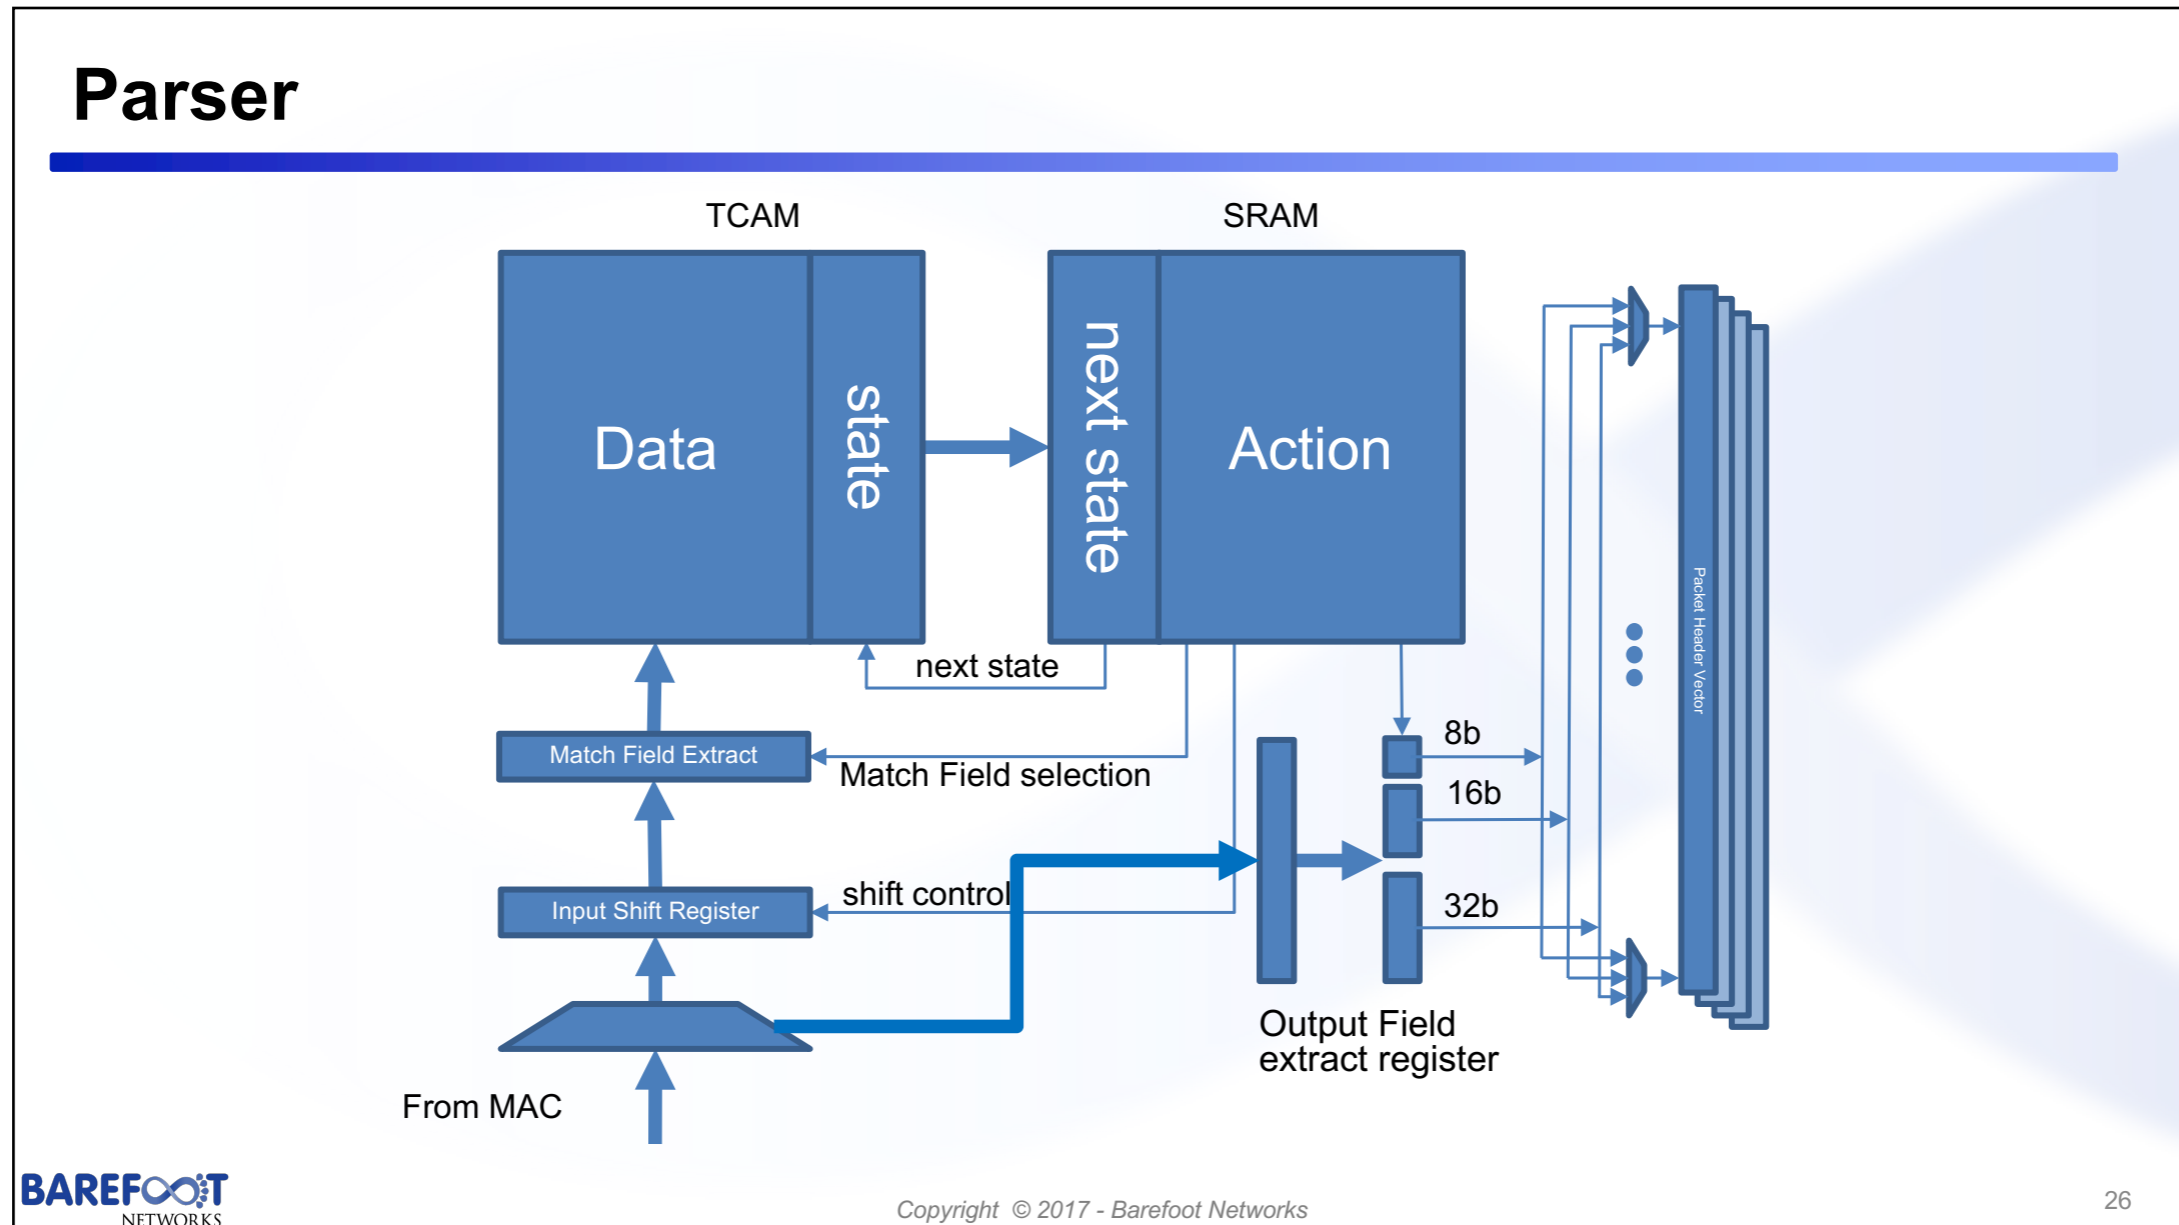 Parser
TCAM
SRAM
Data
state
next state
Action
next state
Match Field Extract
Match Field selection
Input Shift Register
shift control
From MAC
8b
16b
32b
Output Field
extract register
Packet Header Vector
BAREFOOT
NETWORKS
Copyright © 2017 - Barefoot Networks
26